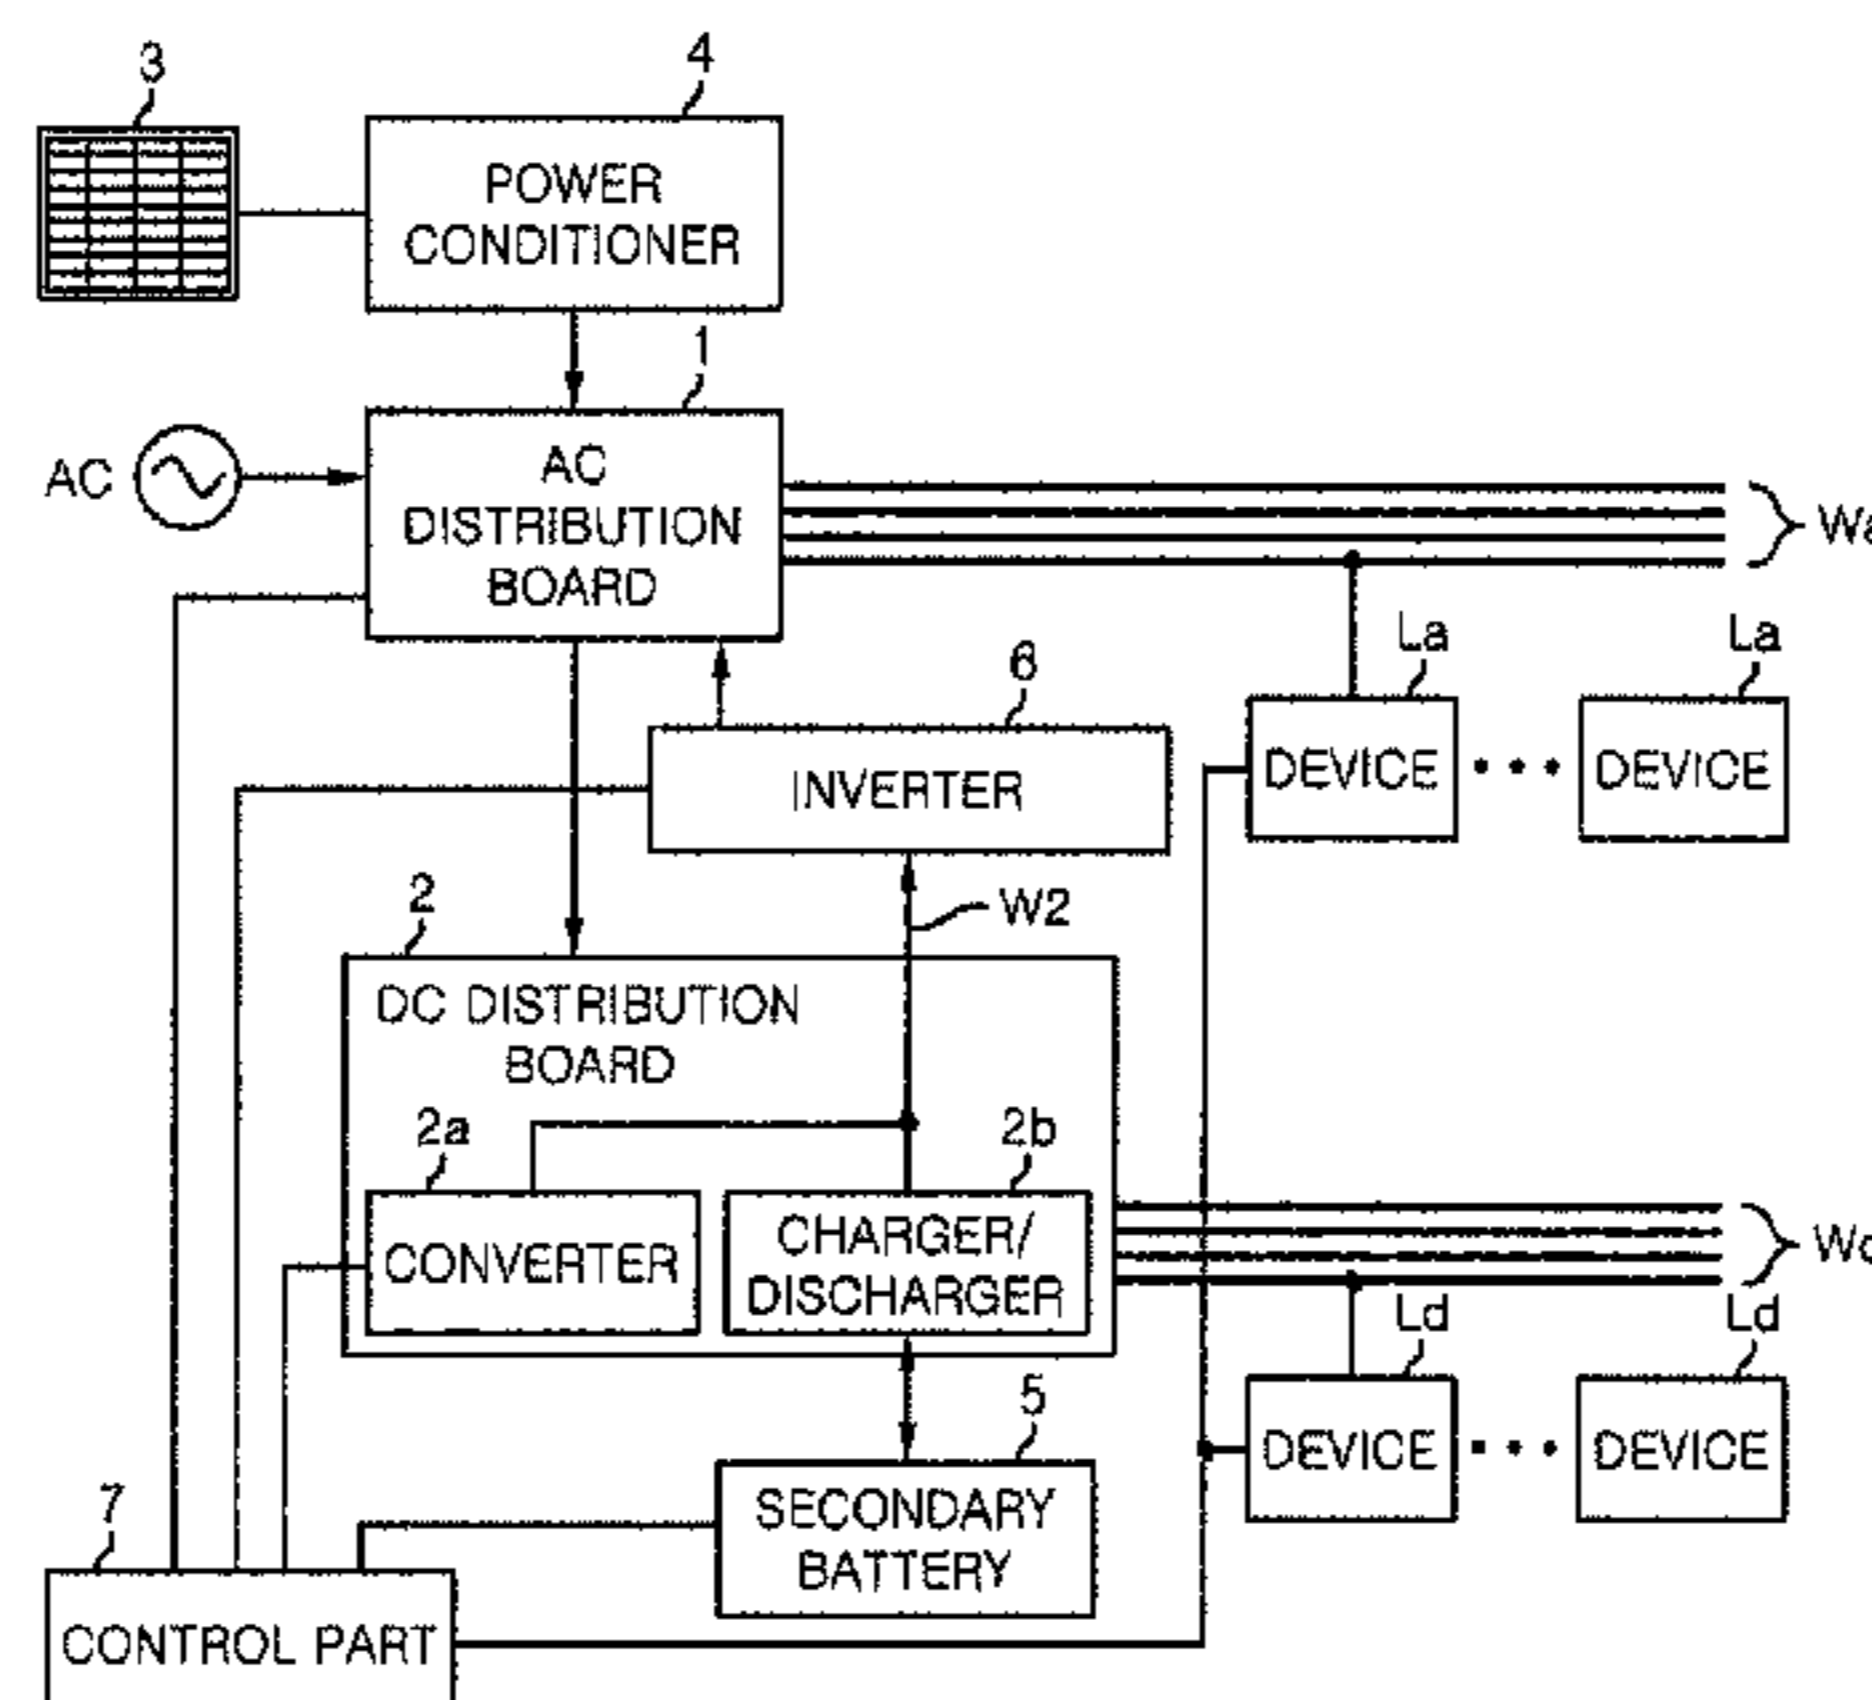 3
4
POWER
CONDITIONER
1
AC
AC
DISTRIBUTION
BOARD
La
La
6
DEVICE
DEVICE
INVERTER
2
W2
DC DISTRIBUTION
BOARD
2a
2b
CONVERTER
CHARGER/
DISCHARGER
Ld
Ld
5
DEVICE
DEVICE
7
SECONDARY
BATTERY
CONTROL PART